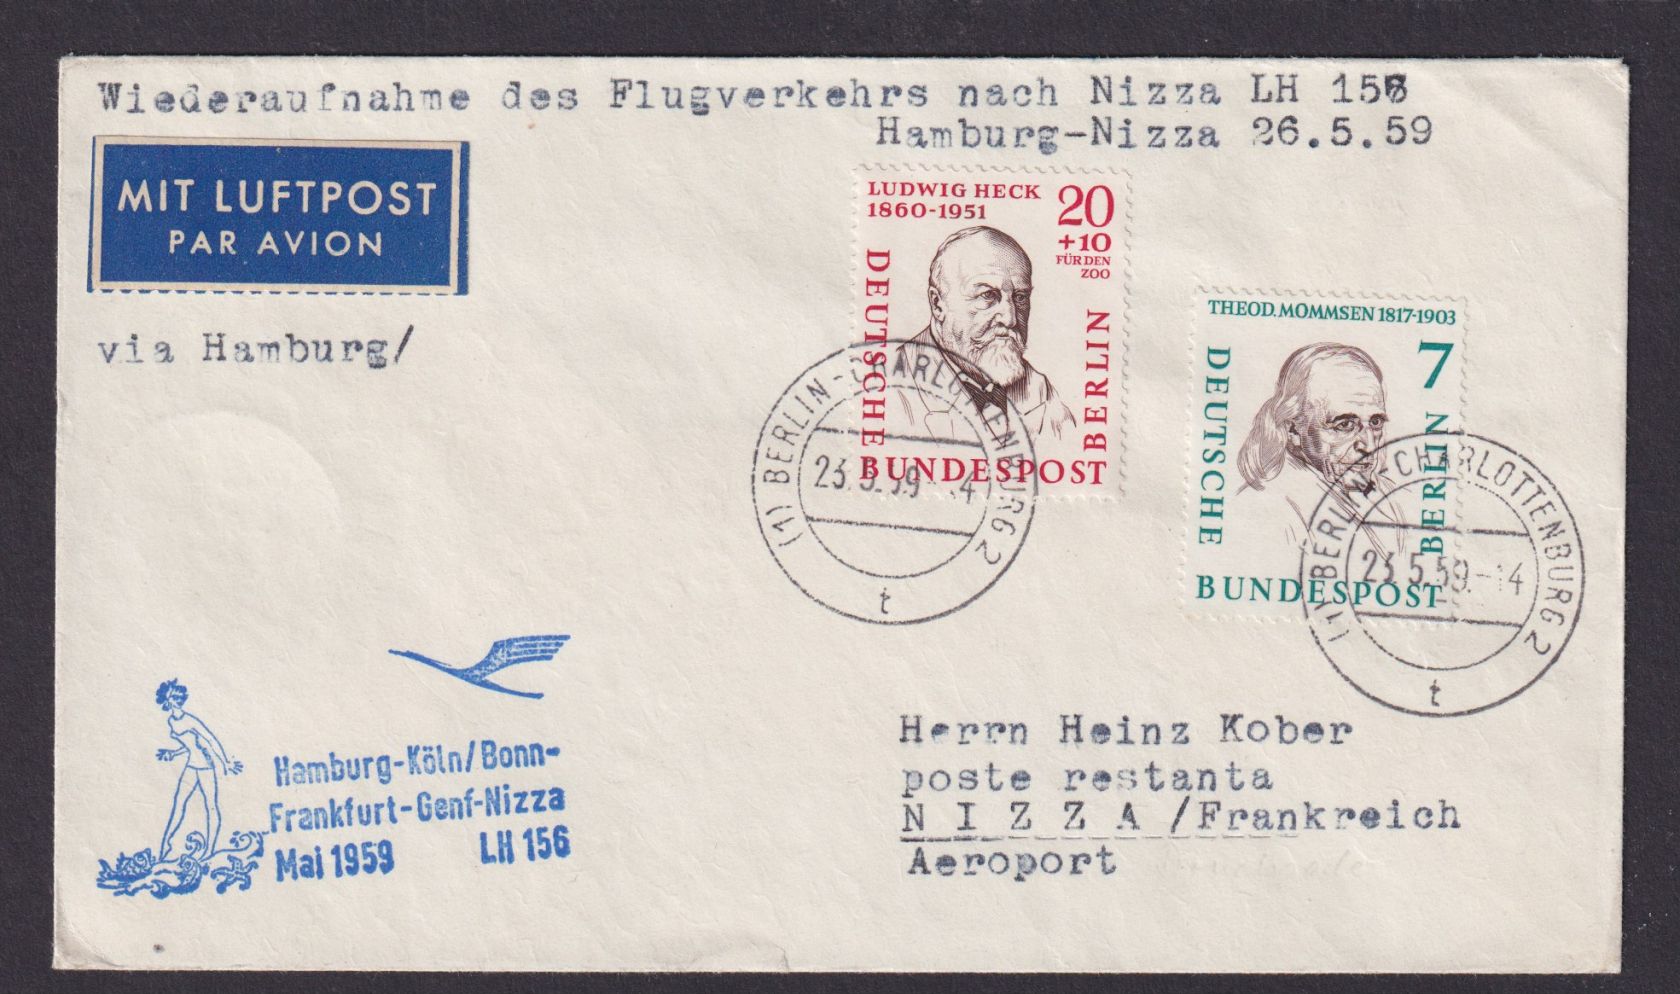 Wiederaufnahme des Flugverkehrs nach Nizza LH 156
Hamburg-Nizza 26.5.59
MIT LUFTPOST
PAR AVION
via Hamburg/
LUDWIG HECK
1860-1951
20
+10
FÜR DEN
ZOO
DEUTSCHE
BUNDESPOST
BERLIN
THEOD. MOMMSEN 1817-1903
7
DEUTSCHE
BUNDESPOST
BERLIN
(1) BERLIN-CHARLOTTENBURG 2
23.5.59.-14
t
(1) BERLIN-CHARLOTTENBURG 2
23.5.59.-14
t
Hamburg-Köln/Bonn-
Frankfurt-Genf-Nizza
Mai 1959 LH 156
Herrn Heinz Kober
poste restanta
N I Z Z A /Frankreich
Aeroport